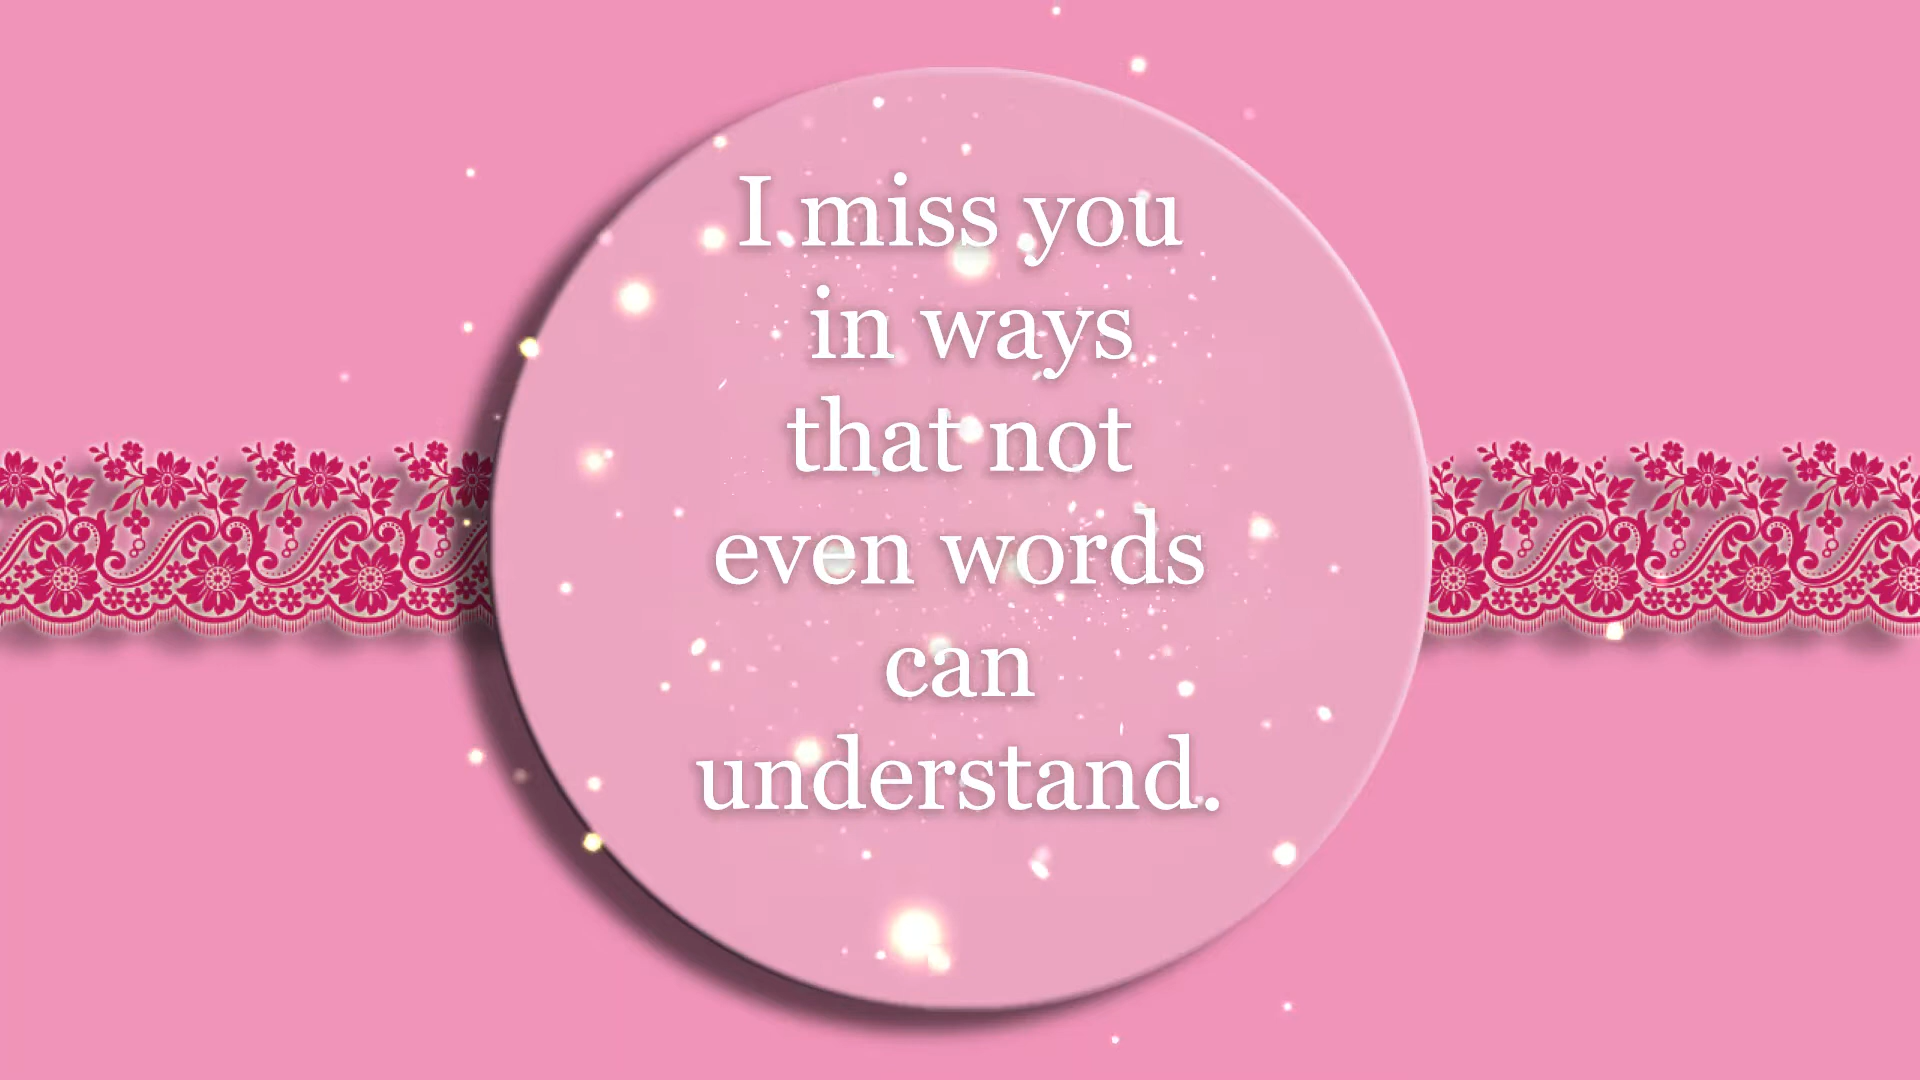 I miss you
in ways
that not
even words
can
understand.